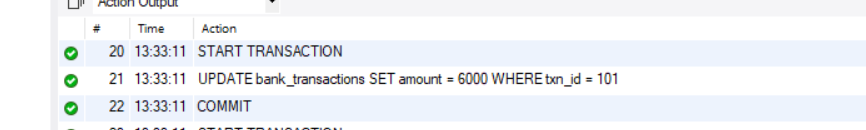 Action Output
# Time Action
20 13:33:11 START TRANSACTION
21 13:33:11 UPDATE bank_transactions SET amount = 6000 WHERE txn_id = 101
22 13:33:11 COMMIT